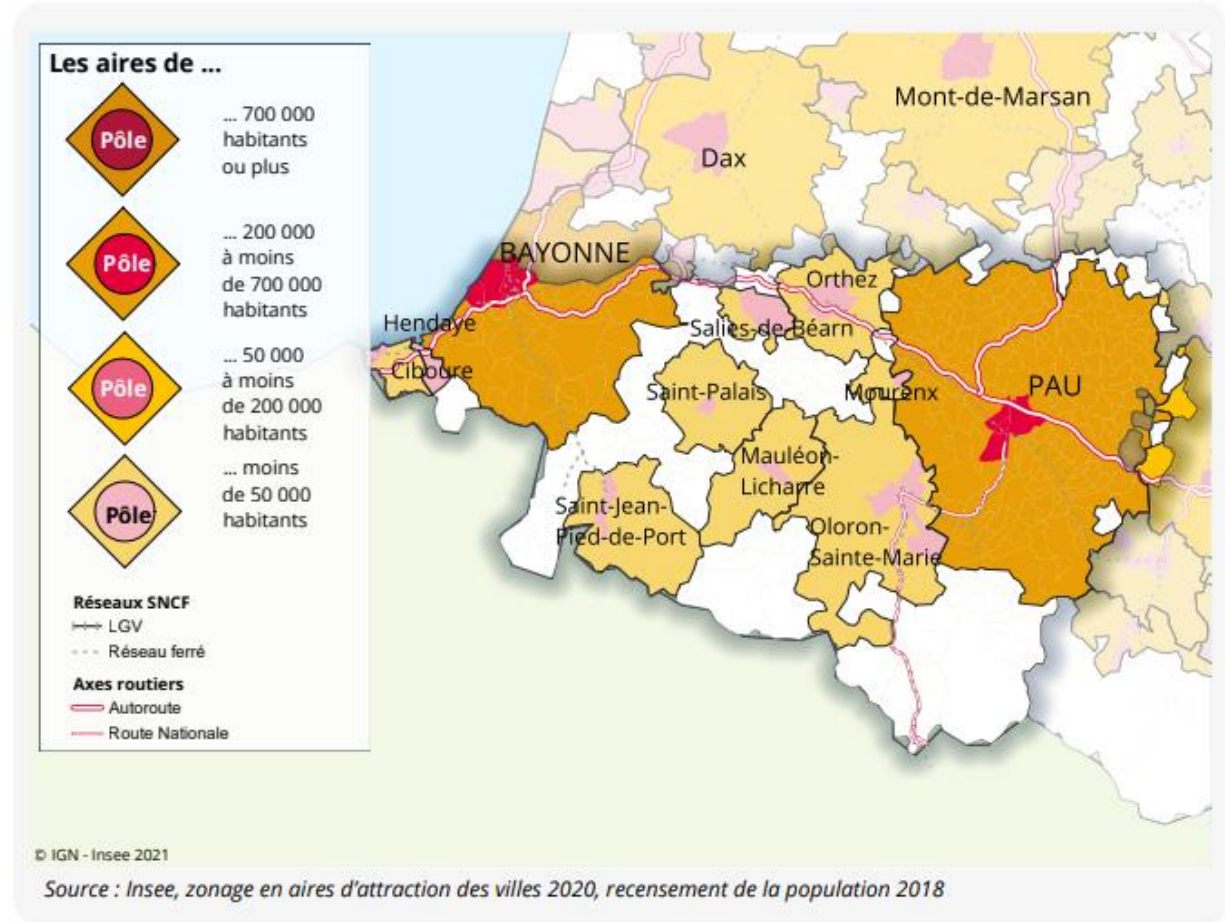 Les aires de ...
Pôle
... 700 000
habitants
ou plus
Pôle
... 200 000
à moins
de 700 000
habitants
Pôle
... 50 000
à moins
de 200 000
habitants
Pôle
... moins
de 50 000
habitants
Réseaux SNCF
LGV
Réseau ferré
Axes routiers
Autoroute
Route Nationale
Mont-de-Marsan
Dax
BAYONNE
Orthez
Hendaye
Salies-de-Béarn
Ciboure
Saint-Palais
Mourenx
PAU
Mauléon-
Licharre
Saint-Jean-
Pied-de-Port
Oloron-
Sainte-Marie
© IGN - Insee 2021
Source : Insee, zonage en aires d'attraction des villes 2020, recensement de la population 2018